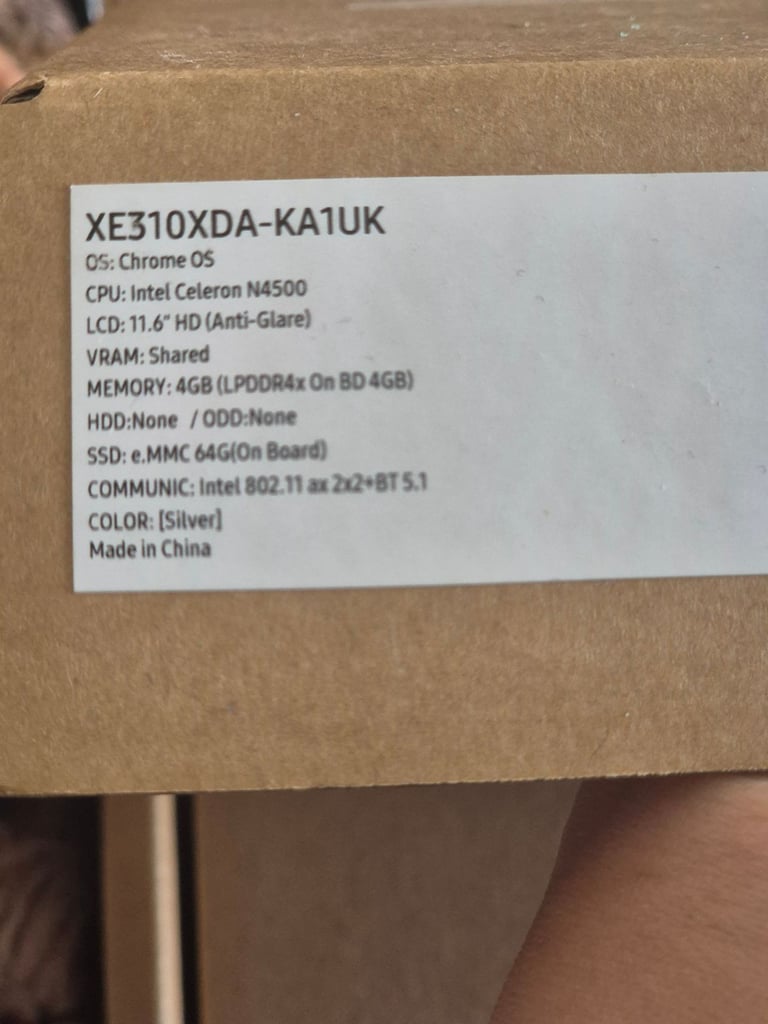 XE310XDA-KA1UK
OS: Chrome OS
CPU: Intel Celeron N4500
LCD: 11.6" HD (Anti-Glare)
VRAM: Shared
MEMORY: 4GB (LPDDR4x On BD 4GB)
HDD:None / ODD:None
SSD: e.MMC 64G(On Board)
COMMUNIC: Intel 802.11 ax 2x2+BT 5.1
COLOR: [Silver]
Made in China